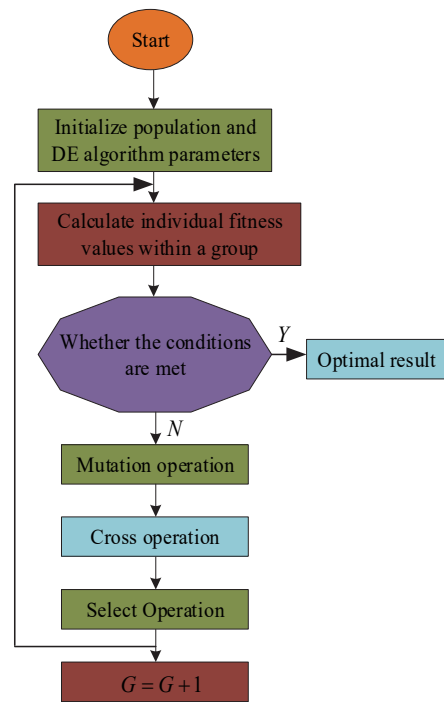 Start
Initialize population and
DE algorithm parameters
Calculate individual fitness
values within a group
Whether the conditions
are met
Y
Optimal result
N
Mutation operation
Cross operation
Select Operation
G = G + 1